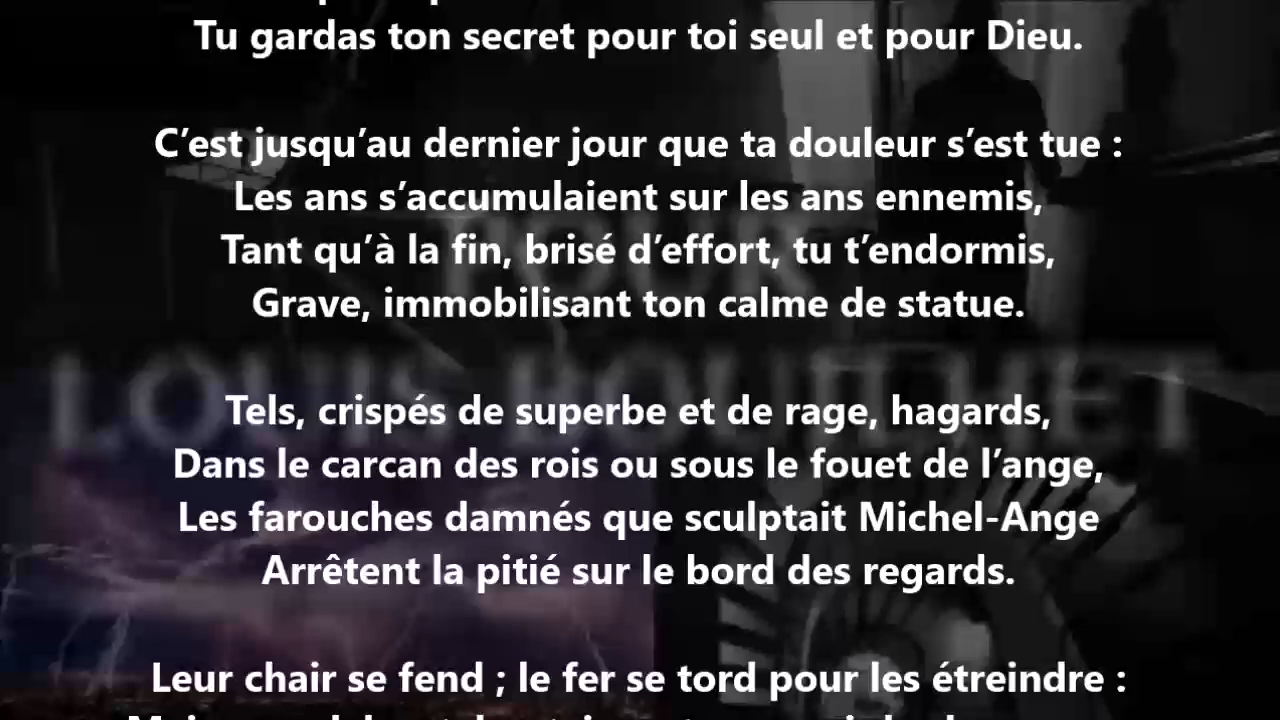 Tu gardas ton secret pour toi seul et pour Dieu.
C’est jusqu’au dernier jour que ta douleur s’est tue :
Les ans s’accumulaient sur les ans ennemis,
Tant qu’à la fin, brisé d’effort, tu t’endormis,
Grave, immobilisant ton calme de statue.
POUR
LOUIS BOUILHET
Tels, crispés de superbe et de rage, hagards,
Dans le carcan des rois ou sous le fouet de l’ange,
Les farouches damnés que sculptait Michel-Ange
Arrêtent la pitié sur le bord des regards.
Leur chair se fend ; le fer se tord pour les étreindre :